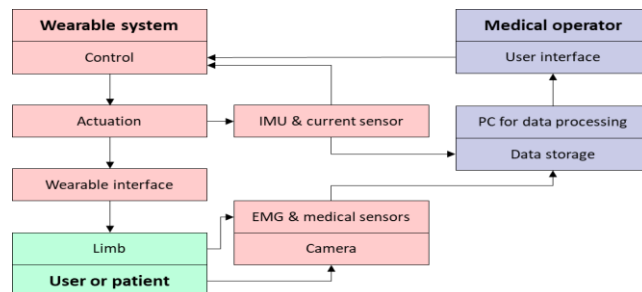 Wearable system
Medical operator
Control
User interface
Actuation
IMU & current sensor
PC for data processing
Data storage
Wearable interface
EMG & medical sensors
Limb
Camera
User or patient